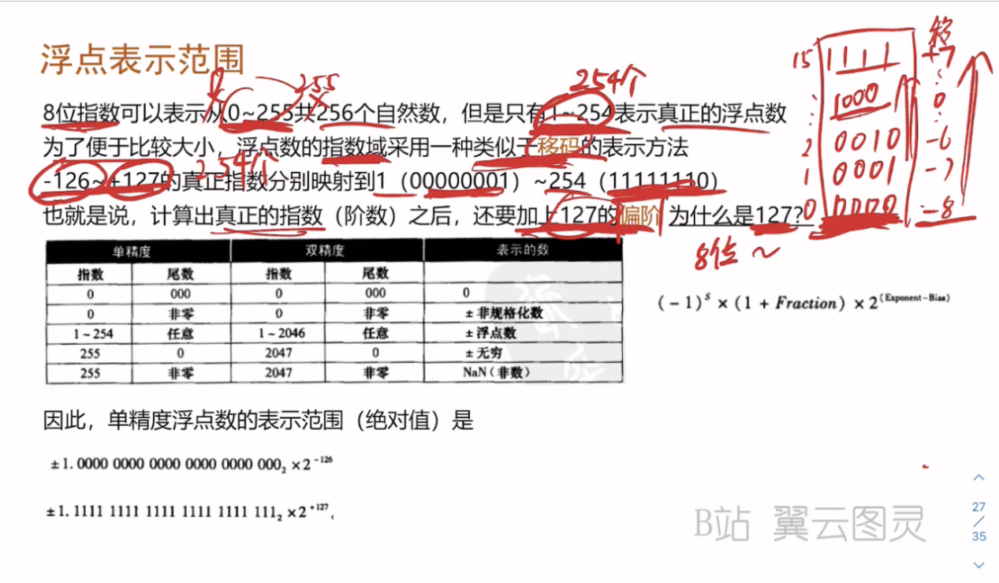 浮点表示范围
0 255
254个
8位指数可以表示从0~255共256个自然数，但是只有1~254表示真正的浮点数
为了便于比较大小，浮点数的指数域采用一种类似于移码的表示方法
254个
-126~+127的真正指数分别映射到1（00000001）~254（11111110）
也就是说，计算出真正的指数（阶数）之后，还要加上127的偏阶 为什么是127?
移
15 1111 +7
1000 0
2 0010 -6
1 0001 -7
0 0000 -8
8位 ~
单精度 双精度 表示的数
指数 尾数 指数 尾数
0 000 0 000 0
0 非零 0 非零 ±非规格化数
1~254 任意 1~2046 任意 ±浮点数
255 0 2047 0 ±无穷
255 非零 2047 非零 NaN（非数）
(-1)^S × (1 + Fraction) × 2^(Exponent-Bias)
因此，单精度浮点数的表示范围（绝对值）是
±1.0000 0000 0000 0000 0000 000₂ ×2⁻¹²⁶
±1.1111 1111 1111 1111 1111 111₂ ×2⁺¹²⁷
B站 翼云图灵
27
/
35